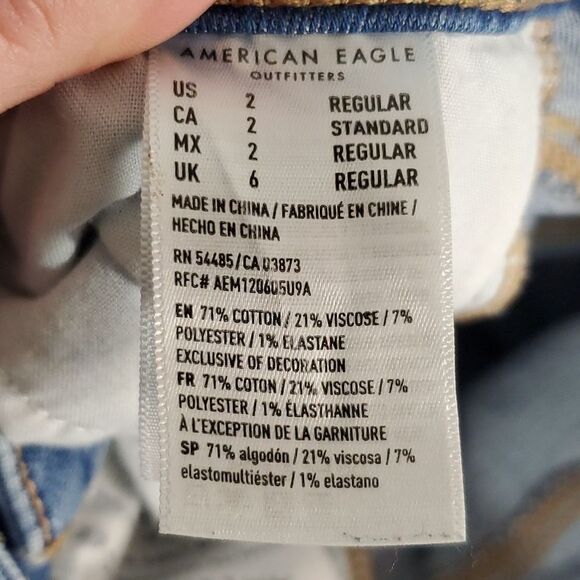 AMERICAN EAGLE
OUTFITTERS
US 2 REGULAR
CA 2 STANDARD
MX 2 REGULAR
UK 6 REGULAR
MADE IN CHINA / FABRIQUÉ EN CHINE /
HECHO EN CHINA
RN 54485/CA 03873
RFC# AEM120605U9A
EN 71% COTTON / 21% VISCOSE / 7%
POLYESTER / 1% ELASTANE
EXCLUSIVE OF DECORATION
FR 71% COTON / 21% VISCOSE / 7%
POLYESTER / 1% ÉLASTHANNE
À L'EXCEPTION DE LA GARNITURE
SP 71% algodón / 21% viscosa / 7%
elastomultiéster / 1% elastano